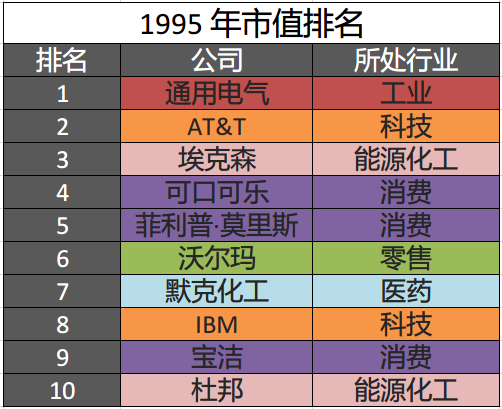 1995 年市值排名
排名 公司 所处行业
1 通用电气 工业
2 AT&T 科技
3 埃克森 能源化工
4 可口可乐 消费
5 菲利普·莫里斯 消费
6 沃尔玛 零售
7 默克化工 医药
8 IBM 科技
9 宝洁 消费
10 杜邦 能源化工